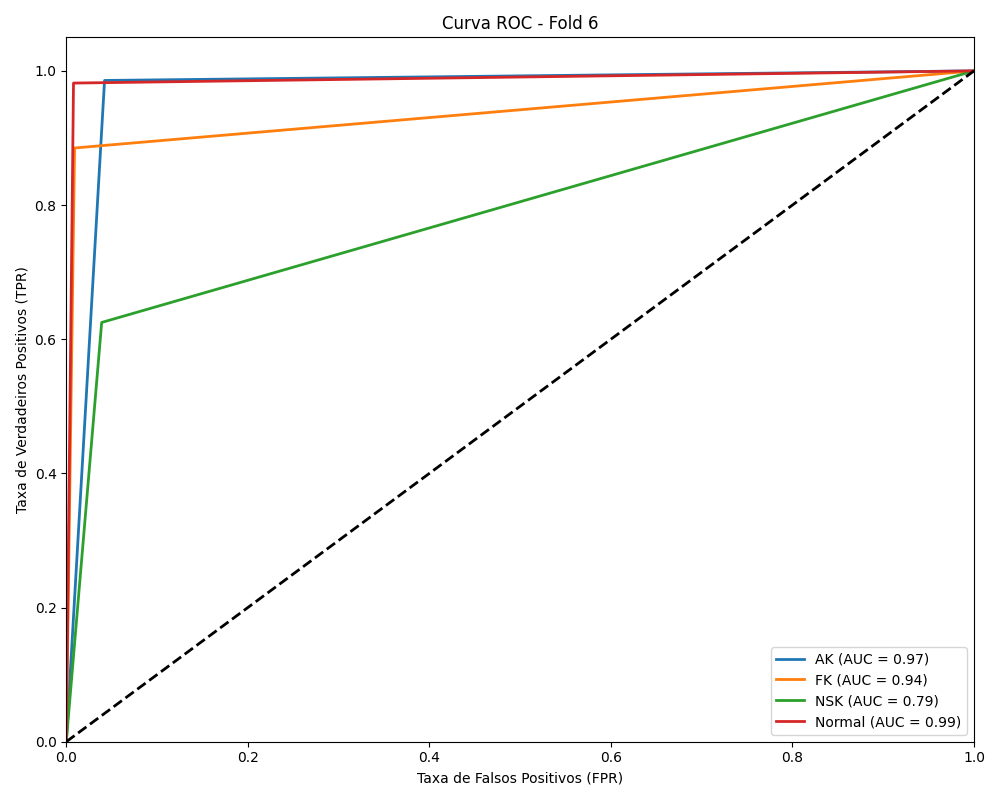 Curva ROC - Fold 6
Taxa de Verdadeiros Positivos (TPR)
1.0
0.8
0.6
0.4
0.2
0.0
0.0 0.2 0.4 0.6 0.8 1.0
Taxa de Falsos Positivos (FPR)
AK (AUC = 0.97)
FK (AUC = 0.94)
NSK (AUC = 0.79)
Normal (AUC = 0.99)